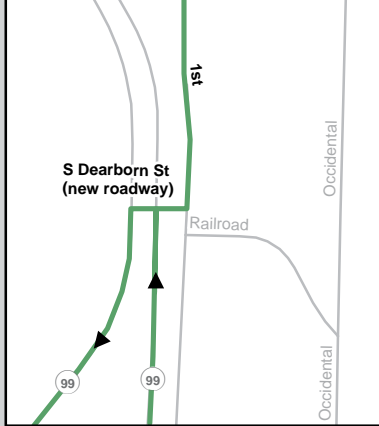 1st
Occidental
S Dearborn St
(new roadway)
Railroad
Occidental
99
99